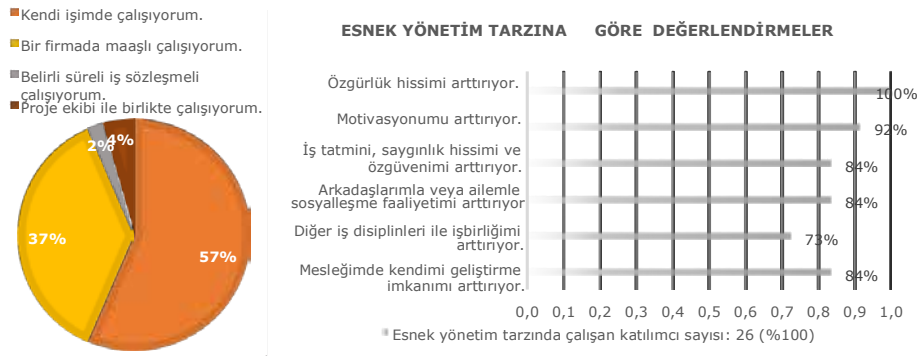 Kendi işimde çalışıyorum.
Bir firmada maaşlı çalışıyorum.
Belirli süreli iş sözleşmeli
çalışıyorum.
Proje ekibi ile birlikte çalışıyorum.
4%
2%
37%
57%
ESNEK YÖNETİM TARZINA GÖRE DEĞERLENDİRMELER
Özgürlük hissimi arttırıyor.
100%
Motivasyonumu arttırıyor.
92%
İş tatmini, saygınlık hissimi ve
özgüvenimi arttırıyor.
84%
Arkadaşlarımla veya ailemle
sosyalleşme faaliyetimi arttırıyor
84%
Diğer iş disiplinleri ile işbirliğimi
arttırıyor.
73%
Mesleğimde kendimi geliştirme
imkanımı arttırıyor.
84%
0,0 0,1 0,2 0,3 0,4 0,5 0,6 0,7 0,8 0,9 1,0
Esnek yönetim tarzında çalışan katılımcı sayısı: 26 (%100)